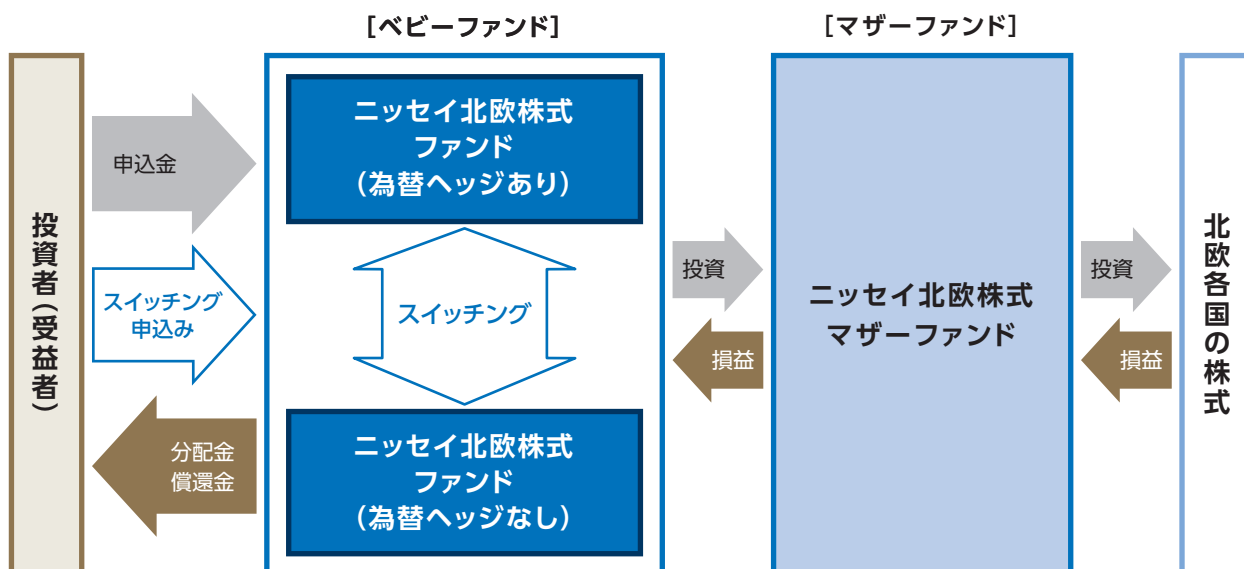 ［ベビーファンド］
［マザーファンド］
投資者（受益者）
申込金
スイッチング
申込み
分配金
償還金
ニッセイ北欧株式
ファンド
（為替ヘッジあり）
スイッチング
ニッセイ北欧株式
ファンド
（為替ヘッジなし）
投資
損益
ニッセイ北欧株式
マザーファンド
投資
損益
北欧各国の株式